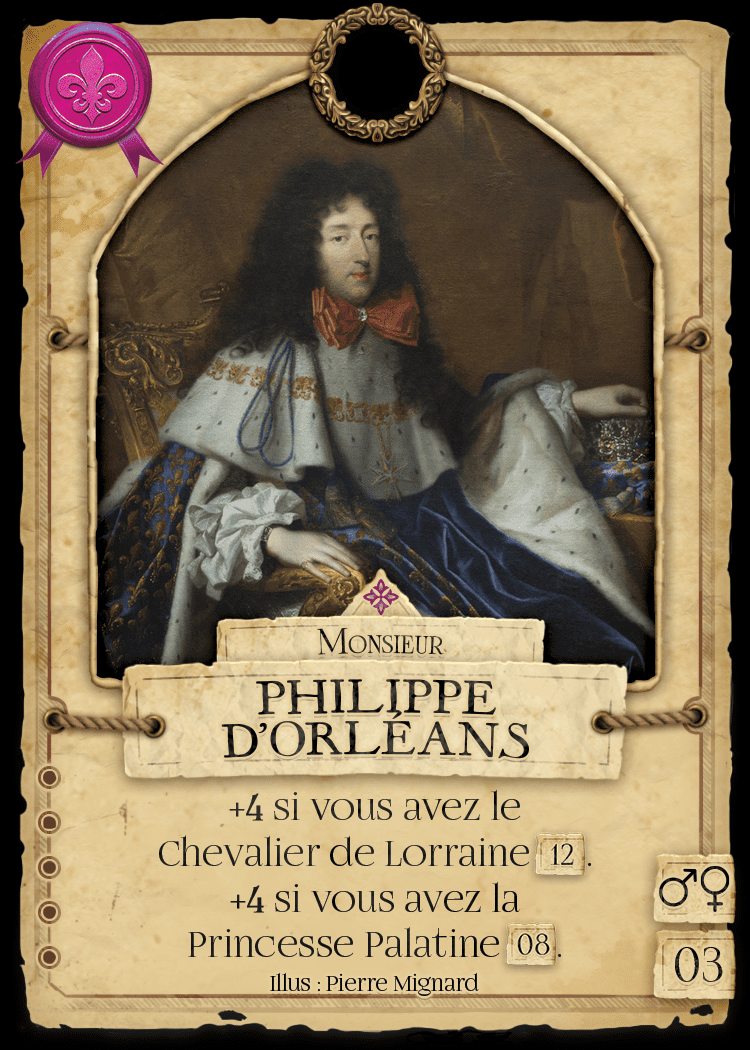 Monsieur
PHILIPPE
D'ORLÉANS
+4 si vous avez le
Chevalier de Lorraine 12.
+4 si vous avez la
Princesse Palatine 08.
Illus : Pierre Mignard
♂♀
03